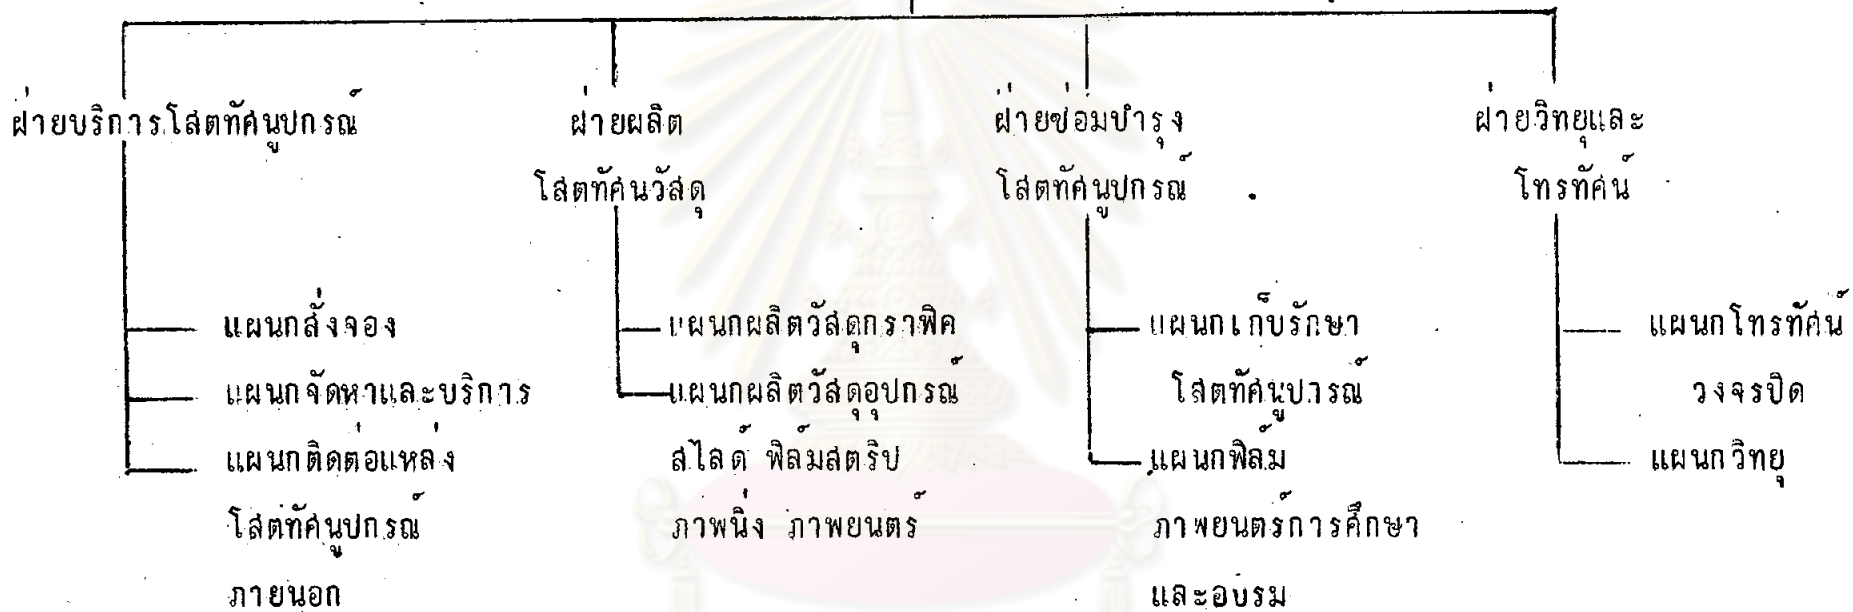 ฝ่ายบริการโสตทัศนูปกรณ์
ฝ่ายผลิต
โสตทัศนวัสดุ
ฝ่ายซ่อมบำรุง
โสตทัศนูปกรณ์
ฝ่ายวิทยุและ
โทรทัศน์
แผนกสั่งจอง
แผนกจัดหาและบริการ
แผนกติดต่อแหล่ง
โสตทัศนูปกรณ์
ภายนอก
แผนกผลิตวัสดุกราฟิค
แผนกผลิตวัสดุอุปกรณ์
สไลด์ ฟิล์มสตริป
ภาพนิ่ง ภาพยนตร์
แผนกเก็บรักษา
โสตทัศนูปกรณ์
แผนกฟิล์ม
ภาพยนตร์การศึกษา
และอบรม
แผนกโทรทัศน์
วงจรปิด
แผนกวิทยุ